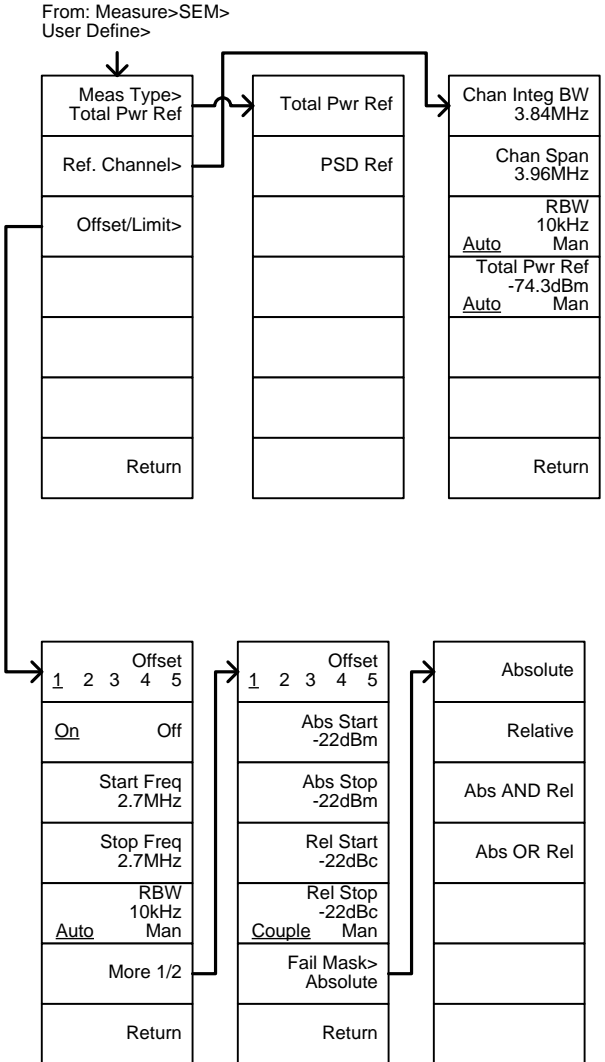 From: Measure>SEM>
User Define>
Meas Type>
Total Pwr Ref
Ref. Channel>
Offset/Limit>
Return
Total Pwr Ref
PSD Ref
Chan Integ BW
3.84MHz
Chan Span
3.96MHz
RBW
10kHz
Auto Man
Total Pwr Ref
-74.3dBm
Auto Man
Return
Offset
1 2 3 4 5
On Off
Start Freq
2.7MHz
Stop Freq
2.7MHz
RBW
10kHz
Auto Man
More 1/2
Return
Offset
1 2 3 4 5
Abs Start
-22dBm
Abs Stop
-22dBm
Rel Start
-22dBc
Rel Stop
-22dBc
Couple Man
Fail Mask>
Absolute
Return
Absolute
Relative
Abs AND Rel
Abs OR Rel